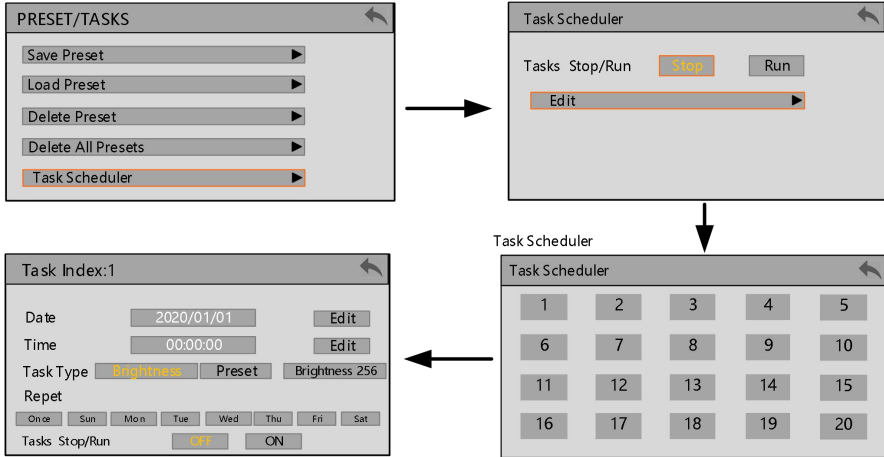 PRESET/TASKS
Save Preset
Load Preset
Delete Preset
Delete All Presets
Task Scheduler
Task Scheduler
Tasks Stop/Run Stop Run
Edit
Task Scheduler
Task Scheduler
1 2 3 4 5
6 7 8 9 10
11 12 13 14 15
16 17 18 19 20
Task Index:1
Date 2020/01/01 Edit
Time 00:00:00 Edit
Task Type Brightness Preset Brightness 256
Repet
Once Sun Mon Tue Wed Thu Fri Sat
Tasks Stop/Run OFF ON